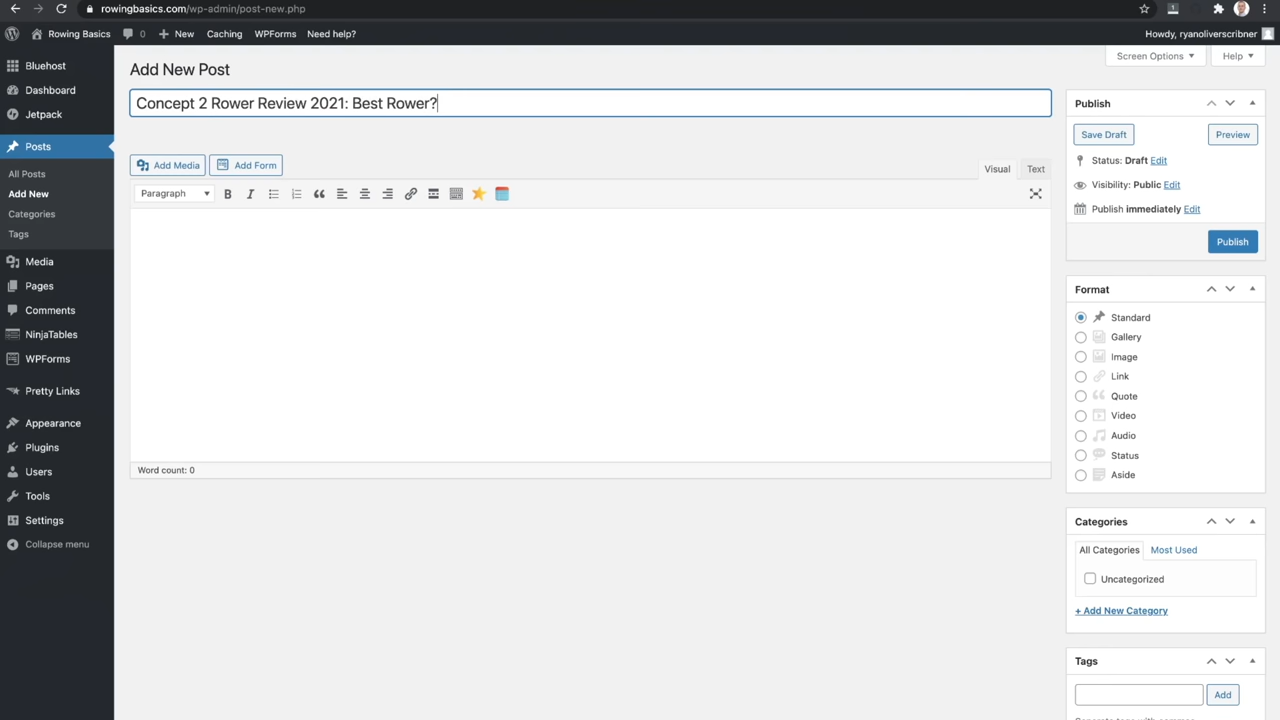 rowingbasics.com/wp-admin/post-new.php
Rowing Basics 0 New Caching WPForms Need help? Howdy, ryanoliverscribner
Screen Options Help
Bluehost
Dashboard
Jetpack
Posts
All Posts
Add New
Categories
Tags
Media
Pages
Comments
NinjaTables
WPForms
Pretty Links
Appearance
Plugins
Users
Tools
Settings
Collapse menu
Add New Post
Concept 2 Rower Review 2021: Best Rower?
Add Media Add Form
Visual Text
Paragraph B I
Word count: 0
Publish
Save Draft Preview
Status: Draft Edit
Visibility: Public Edit
Publish immediately Edit
Publish
Format
Standard
Gallery
Image
Link
Quote
Video
Audio
Status
Aside
Categories
All Categories Most Used
Uncategorized
+ Add New Category
Tags
Add